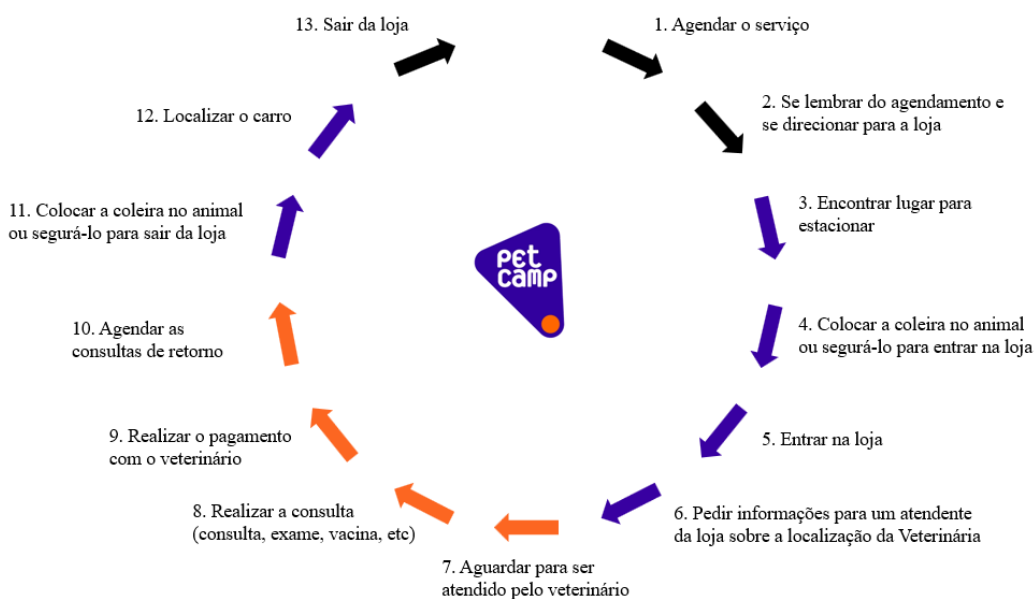 1. Agendar o serviço
2. Se lembrar do agendamento e
se direcionar para a loja
3. Encontrar lugar para
estacionar
4. Colocar a coleira no animal
ou segurá-lo para entrar na loja
5. Entrar na loja
6. Pedir informações para um atendente
da loja sobre a localização da Veterinária
7. Aguardar para ser
atendido pelo veterinário
8. Realizar a consulta
(consulta, exame, vacina, etc)
9. Realizar o pagamento
com o veterinário
10. Agendar as
consultas de retorno
11. Colocar a coleira no animal
ou segurá-lo para sair da loja
12. Localizar o carro
13. Sair da loja
pet
camp